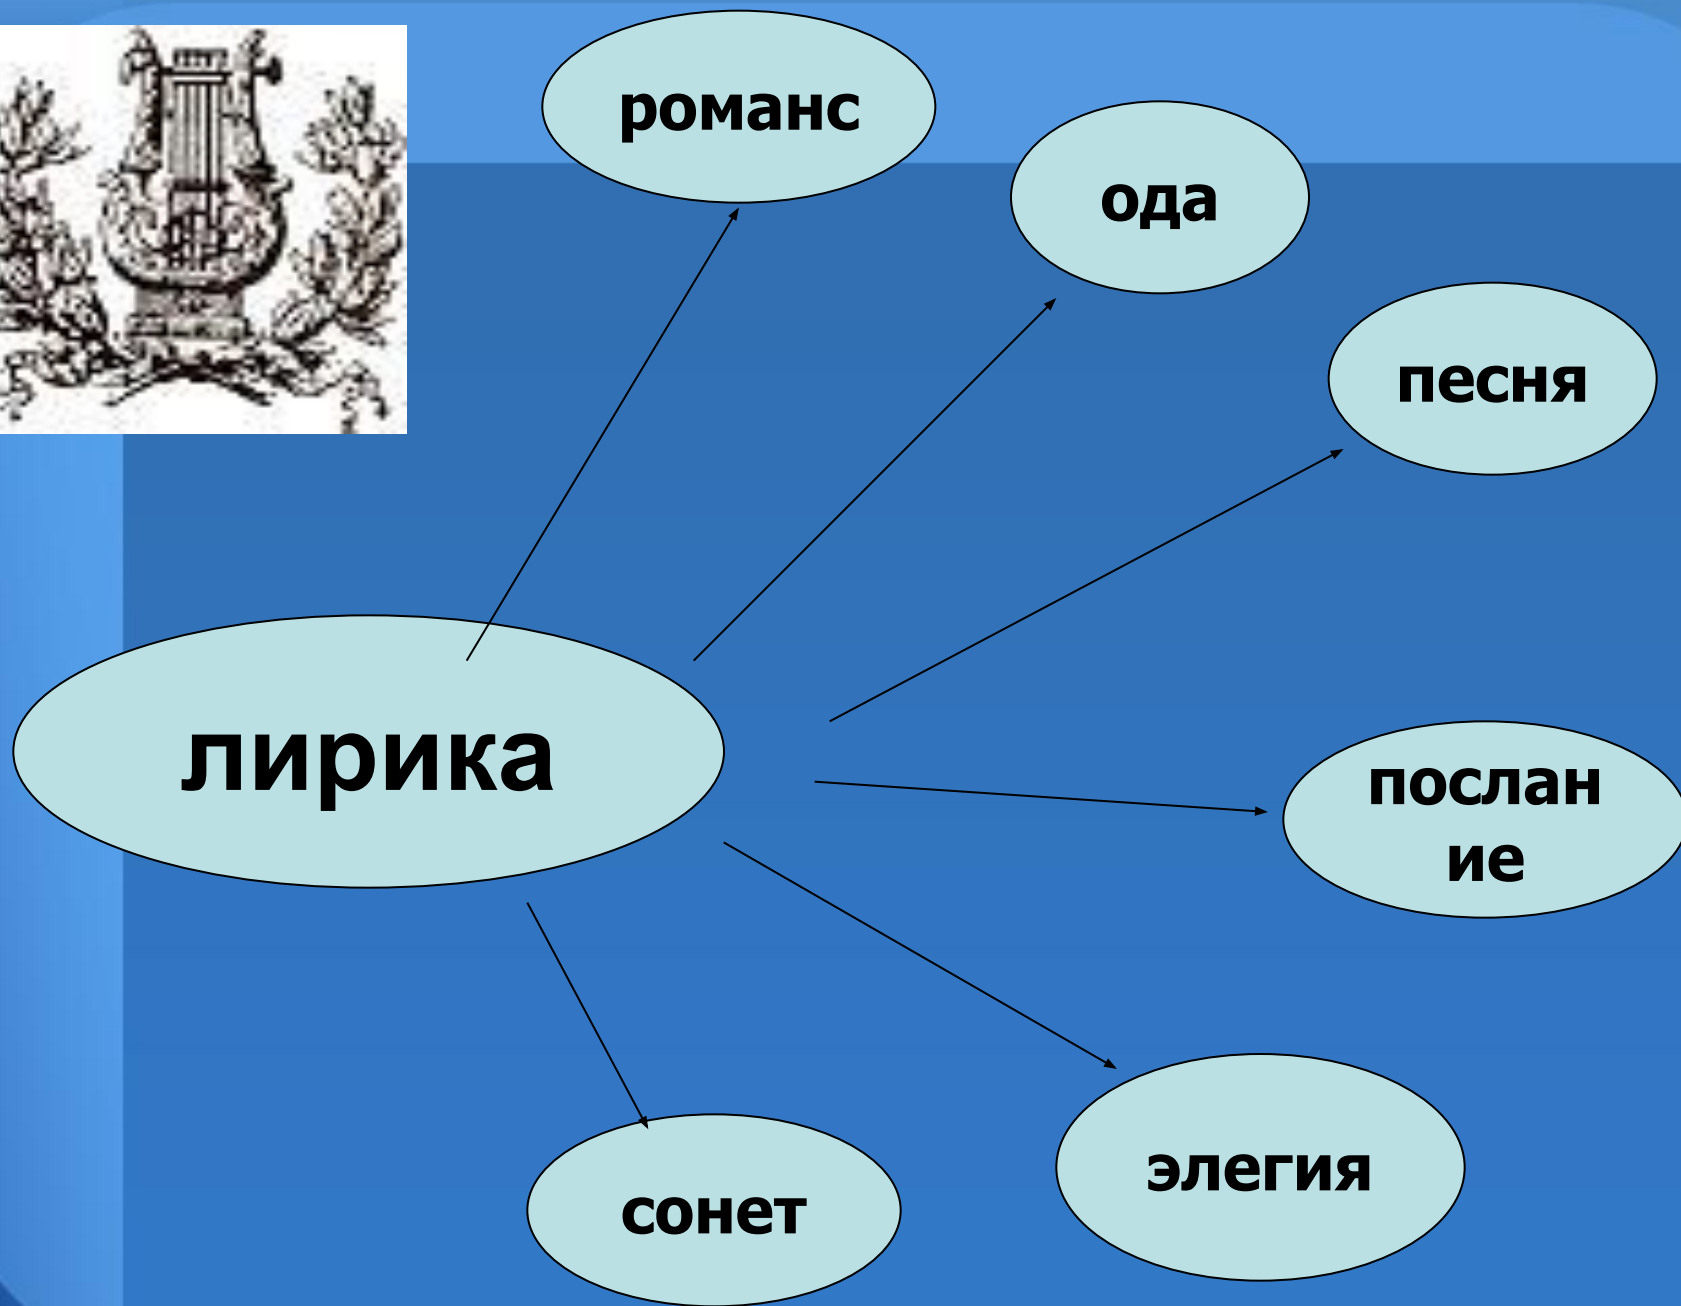 романс
ода
песня
лирика
послан
ие
элегия
сонет